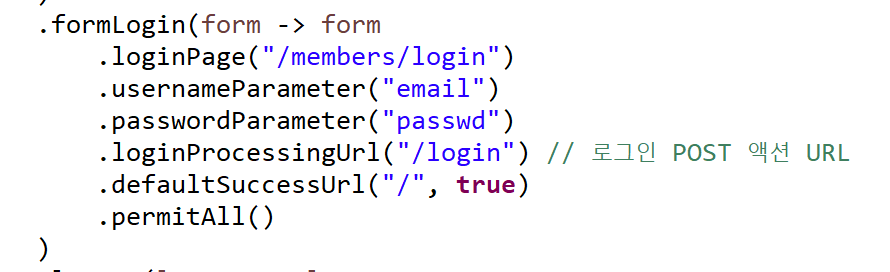 .formLogin(form -> form
.loginPage("/members/login")
.usernameParameter("email")
.passwordParameter("passwd")
.loginProcessingUrl("/login") // 로그인 POST 액션 URL
.defaultSuccessUrl("/", true)
.permitAll()
)